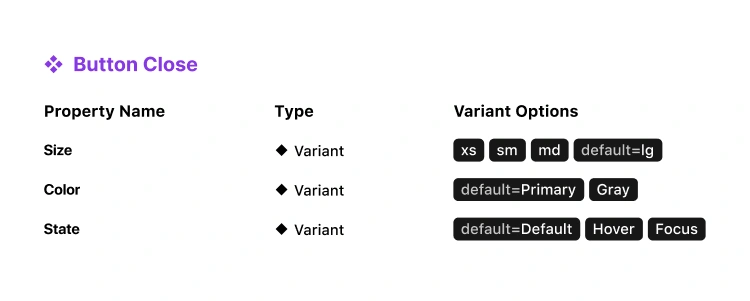 Button Close
Property Name Type Variant Options
Size Variant xs sm md default=lg
Color Variant default=Primary Gray
State Variant default=Default Hover Focus